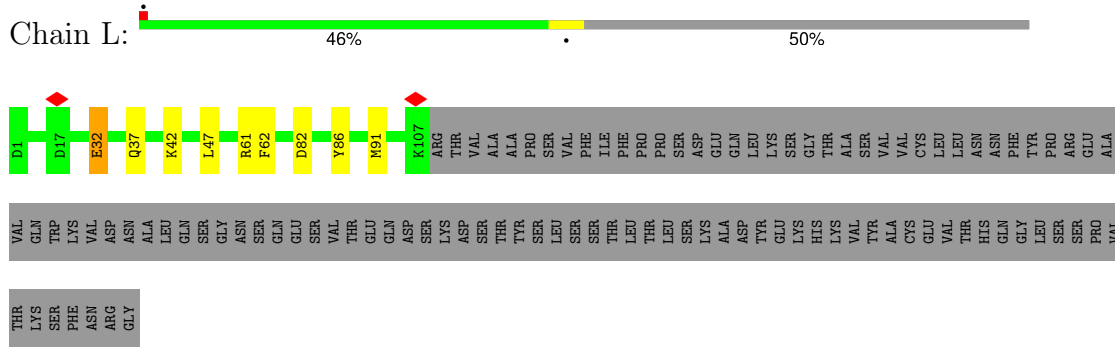 Chain L:
46%
50%
D1 D17 E32 Q37 K42 L47 R61 F62 D82 Y86 M91 K107 ARG THR VAL ALA ALA PRO SER VAL PHE ILE PHE PRO PRO SER ASP GLU GLN LEU LYS SER GLY THR ALA SER VAL VAL CYS LEU LEU ASN ASN PHE TYR PRO ARG GLU ALA
VAL GLN TRP LYS VAL ASP ASN ALA LEU GLN SER GLY ASN SER GLN GLU SER VAL THR GLU GLN ASP SER LYS ASP SER THR TYR SER LEU SER SER THR LEU THR LEU SER LYS ALA ASP TYR GLU LYS HIS LYS VAL TYR ALA CYS GLU VAL THR HIS GLN GLY LEU SER SER PRO VAL
THR LYS SER PHE ASN ARG GLY